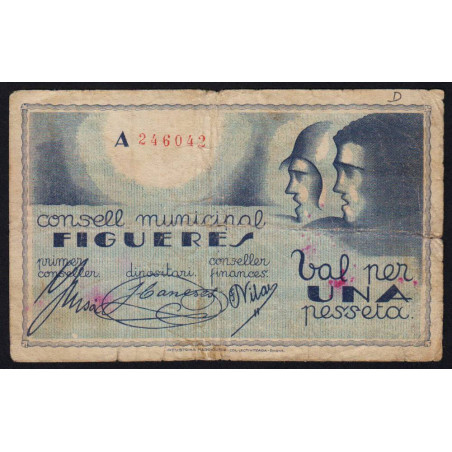 D
A 246042
consell municipal
FIGUERES
primer conseller. dipositari. conseller finances.
Val per
UNA
pesseta.